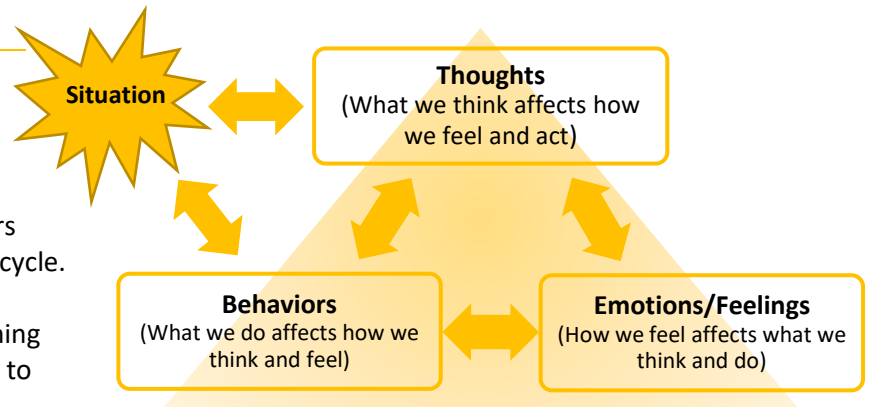 Situation
Thoughts
(What we think affects how
we feel and act)
rs
cycle.
ning
to
Behaviors
(What we do affects how we
think and feel)
Emotions/Feelings
(How we feel affects what we
think and do)